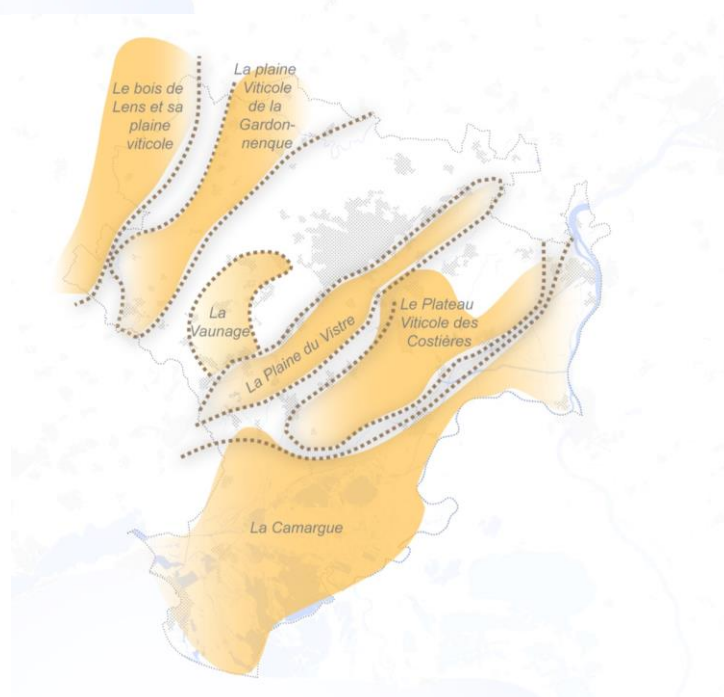 Le bois de
Lens et sa
plaine
viticole
La plaine
Viticole
de la
Gardon-
nenque
La
Vaunage
La Plaine du Vistre
Le Plateau
Viticole des
Costières
La Camargue